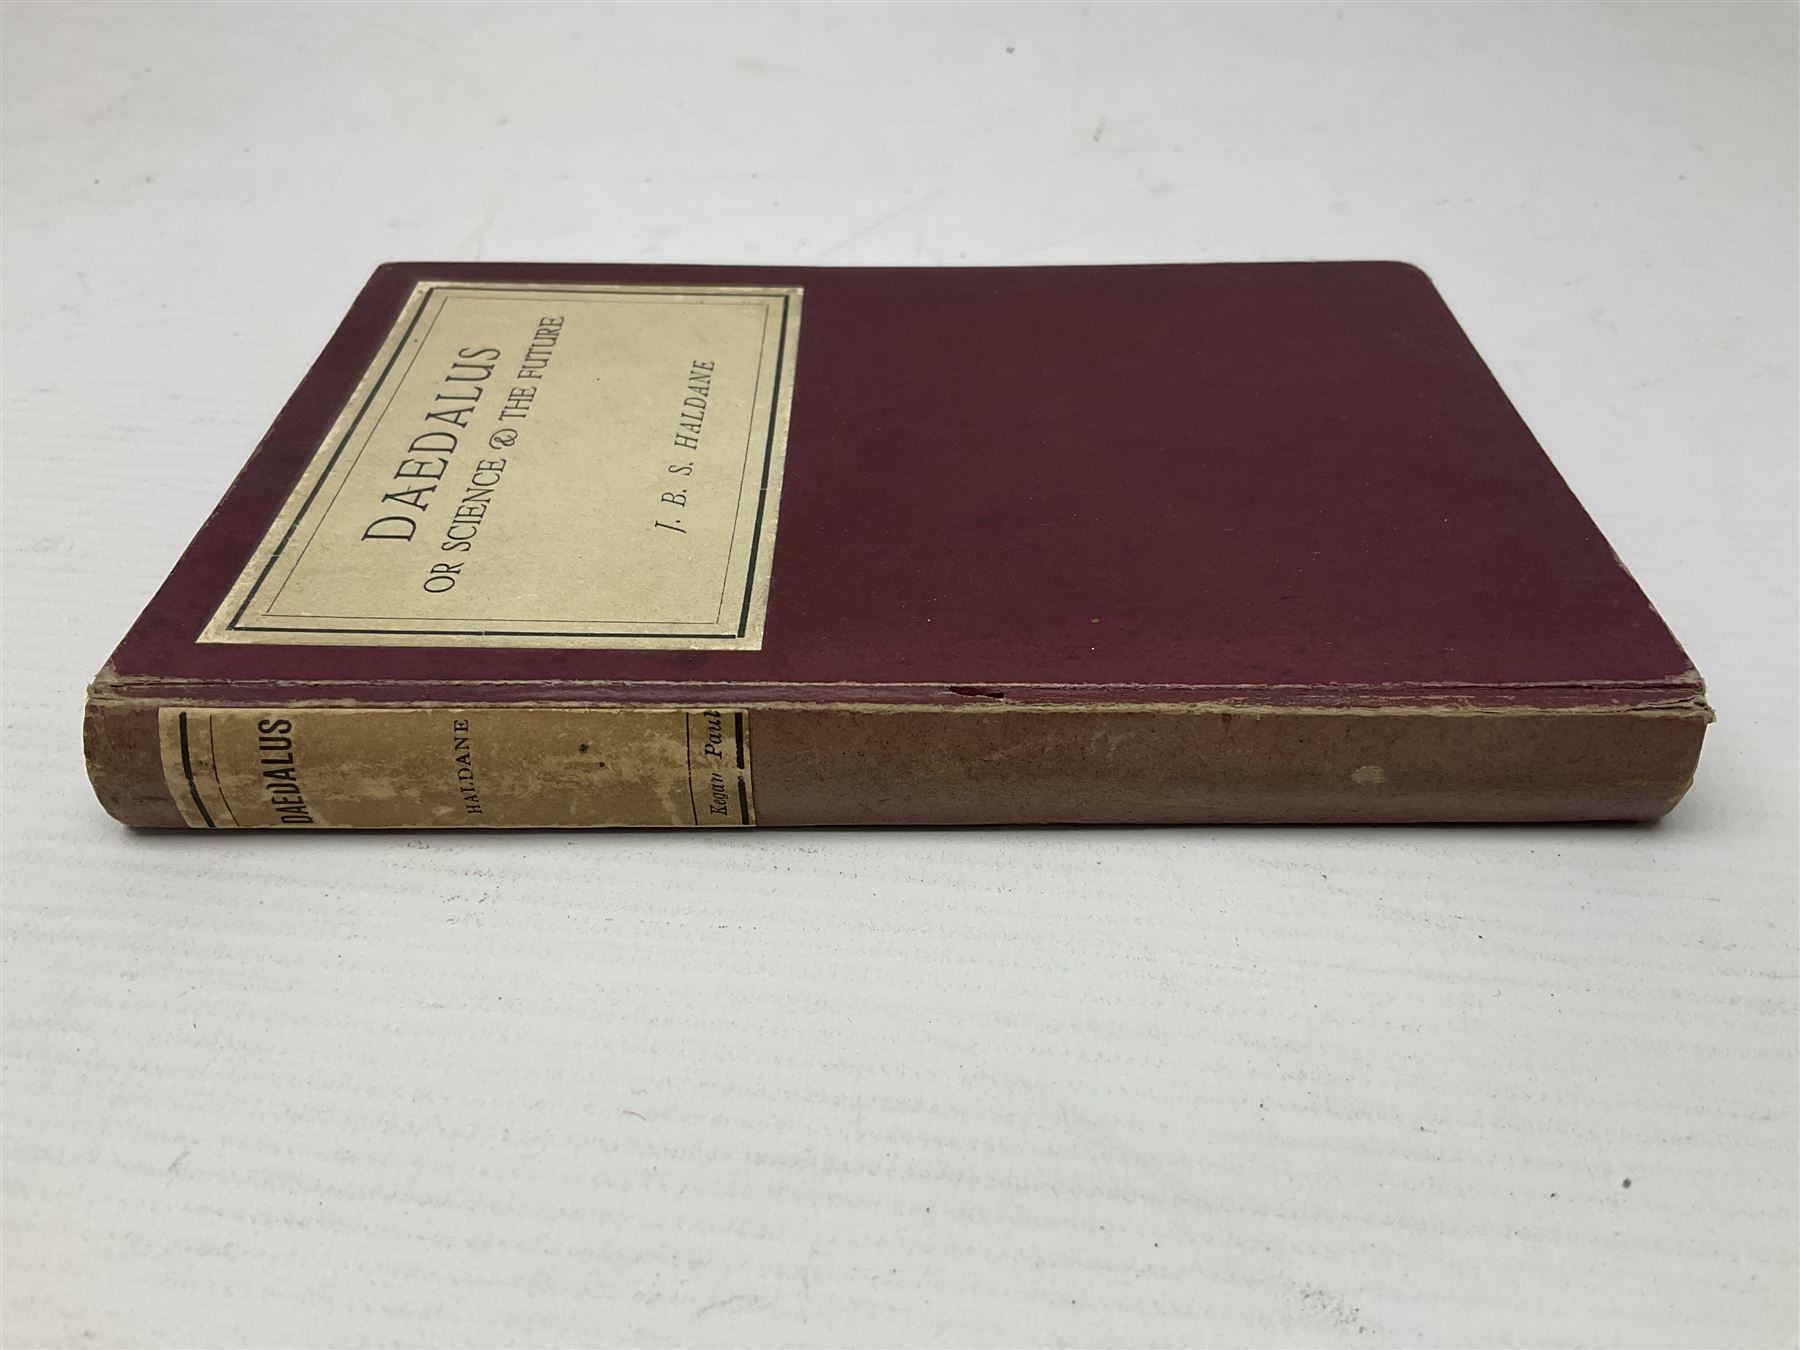 DAEDALUS
OR SCIENCE & THE FUTURE
J. B. S. HALDANE
DAEDALUS
HALDANE
Kegan Paul